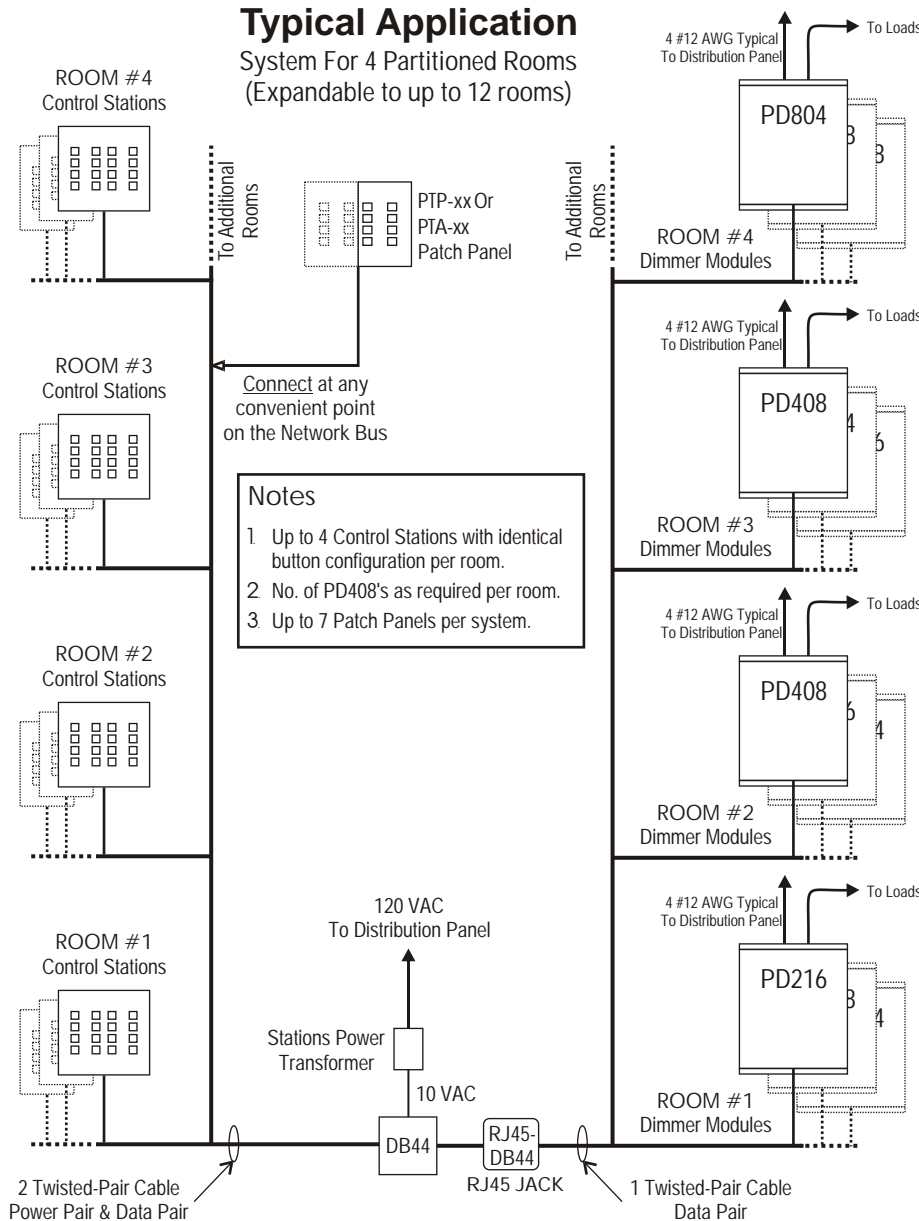 Typical Application
System For 4 Partitioned Rooms
(Expandable to up to 12 rooms)
ROOM #4
Control Stations
To Additional
Rooms
PTP-xx Or
PTA-xx
Patch Panel
To Additional
Rooms
4 #12 AWG Typical
To Distribution Panel
To Loads
PD804
8
8
ROOM #4
Dimmer Modules
ROOM #3
Control Stations
Connect at any
convenient point
on the Network Bus
4 #12 AWG Typical
To Distribution Panel
To Loads
PD408
4
6
ROOM #3
Dimmer Modules
Notes
1. Up to 4 Control Stations with identical
button configuration per room.
2. No. of PD408's as required per room.
3. Up to 7 Patch Panels per system.
ROOM #2
Control Stations
4 #12 AWG Typical
To Distribution Panel
To Loads
PD408
6
4
ROOM #2
Dimmer Modules
ROOM #1
Control Stations
120 VAC
To Distribution Panel
Stations Power
Transformer
10 VAC
DB44
RJ45-
DB44
RJ45 JACK
4 #12 AWG Typical
To Distribution Panel
To Loads
PD216
8
4
ROOM #1
Dimmer Modules
2 Twisted-Pair Cable
Power Pair & Data Pair
1 Twisted-Pair Cable
Data Pair